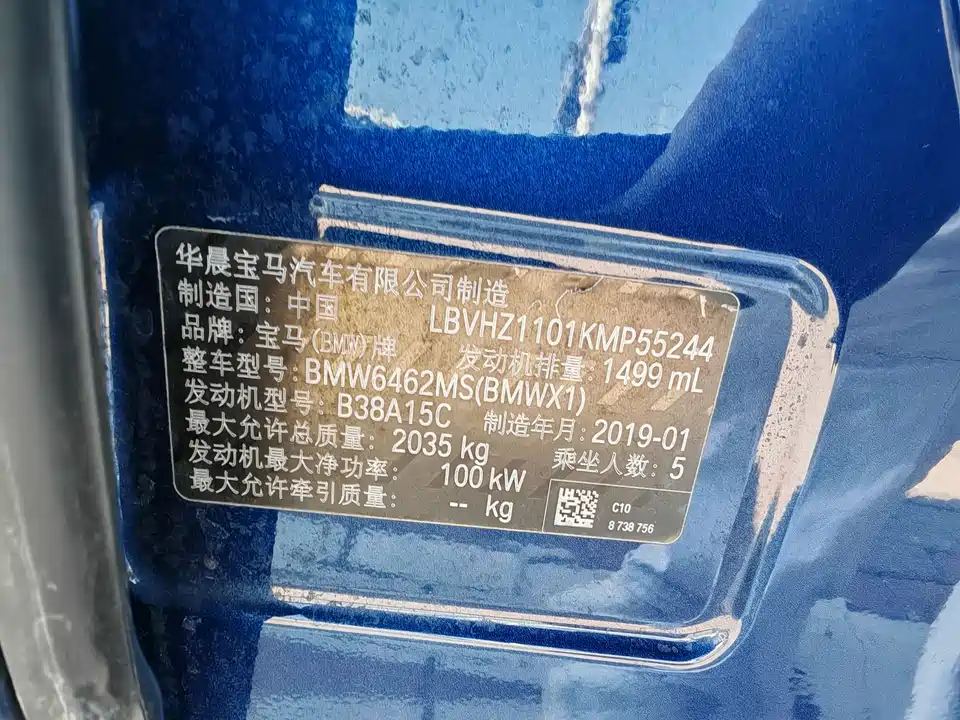 华晨宝马汽车有限公司制造
制造国: 中国 LBVHZ1101KMP55244
品牌: 宝马(BMW)牌 发动机排量: 1499 mL
整车型号: BMW6462MS(BMWX1)
发动机型号: B38A15C 制造年月: 2019-01
最大允许总质量: 2035 kg 乘坐人数: 5
发动机最大净功率: 100 kW
最大允许牵引质量: -- kg
C10
8 738 756